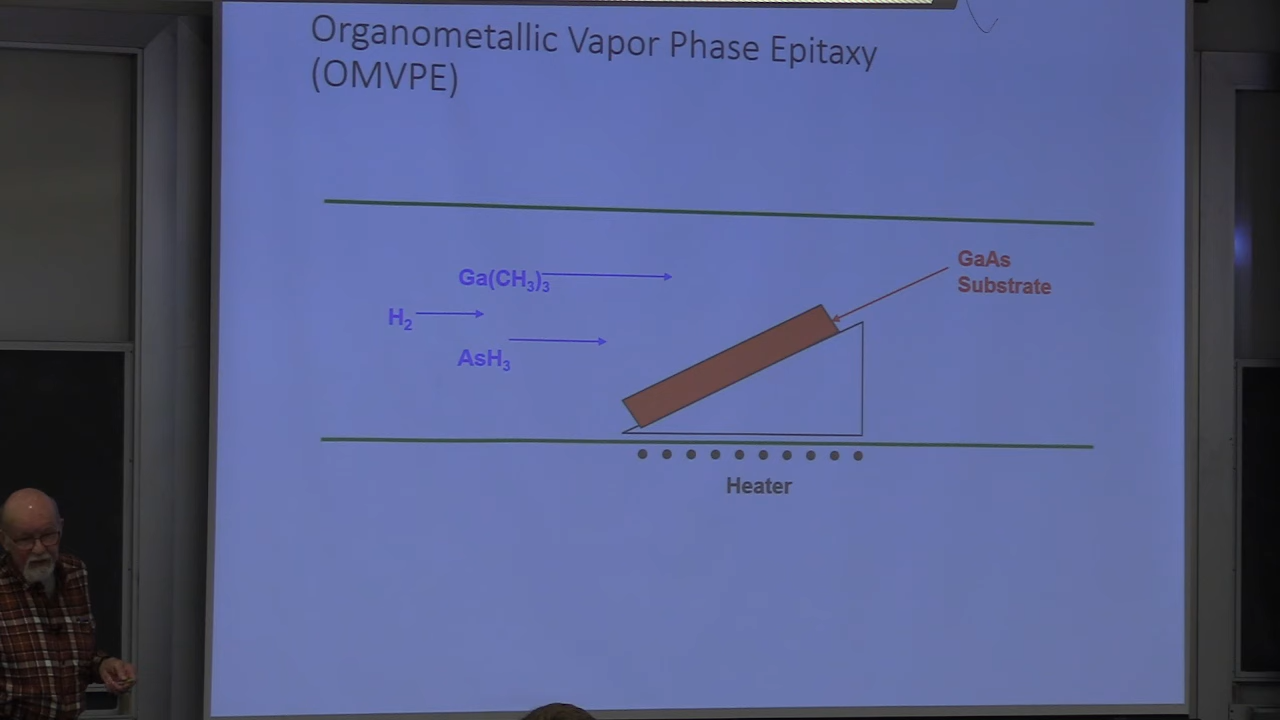 Organometallic Vapor Phase Epitaxy
(OMVPE)
Ga(CH₃)₃
H₂
AsH₃
GaAs
Substrate
Heater